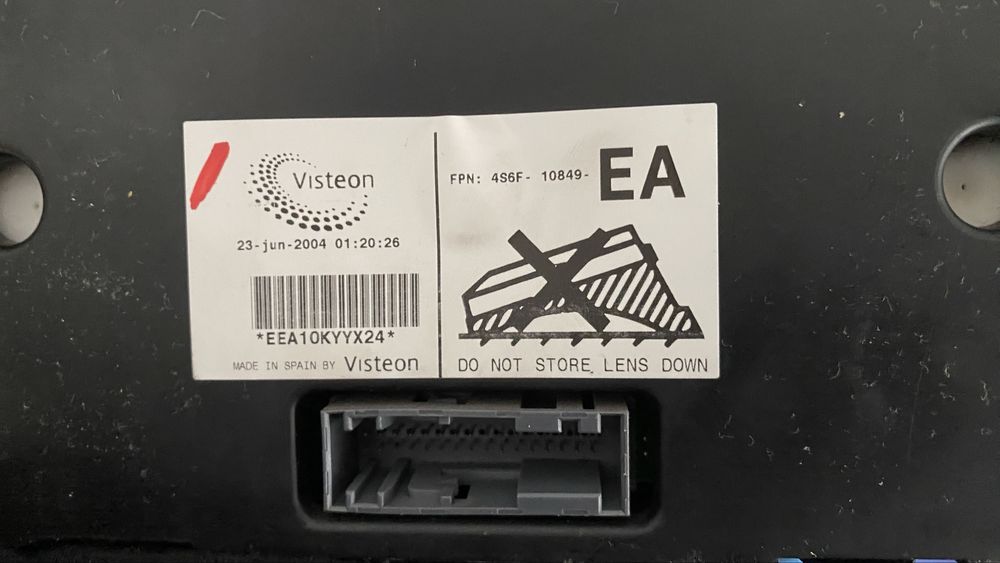 Visteon
23-jun-2004 01:20:26
*EEA10KYYX24*
MADE IN SPAIN BY Visteon
FPN: 4S6F- 10849- EA
DO NOT STORE LENS DOWN